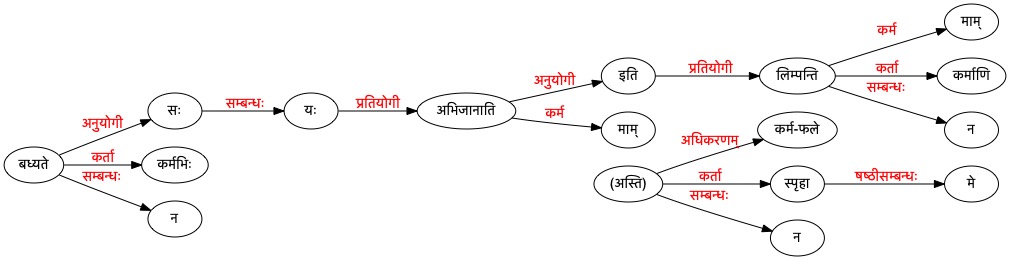 माम्
कर्म
इति प्रतियोगी लिम्पन्ति कर्ता कर्माणि
अनुयोगी सम्बन्धः
सः सम्बन्धः यः प्रतियोगी अभिजानाति
अनुयोगी कर्म माम् कर्म-फले न
अधिकरणम
बध्यते कर्ता कर्मभिः
सम्बन्धः (अस्ति) कर्ता स्पृहा षष्ठीसम्बन्धः मे
सम्बन्धः
न
न